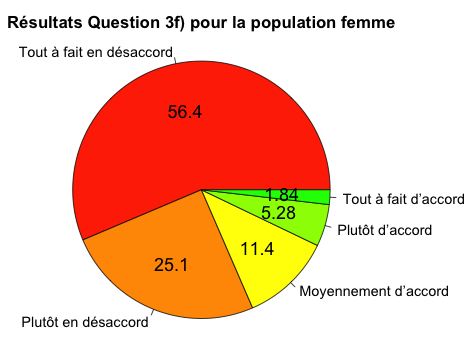 Résultats Question 3f) pour la population femme
Tout à fait en désaccord
56.4
1.84
Tout à fait d'accord
5.28
Plutôt d'accord
11.4
25.1
Moyennement d'accord
Plutôt en désaccord